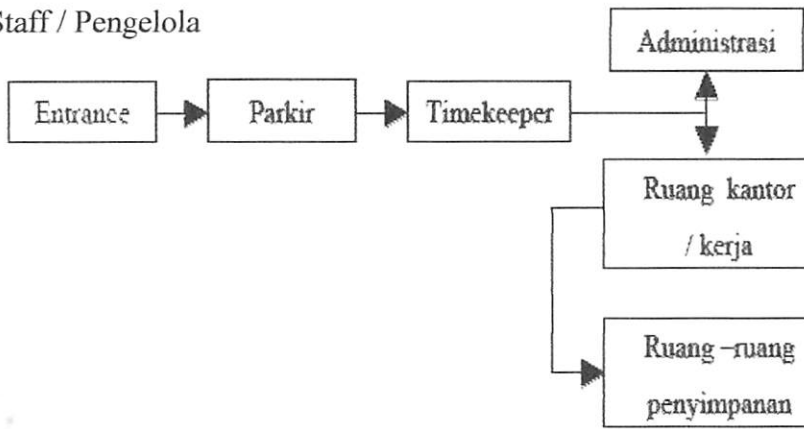 Staff / Pengelola
Administrasi
Entrance
Parkir
Timekeeper
Ruang kantor
/ kerja
Ruang –ruang
penyimpanan